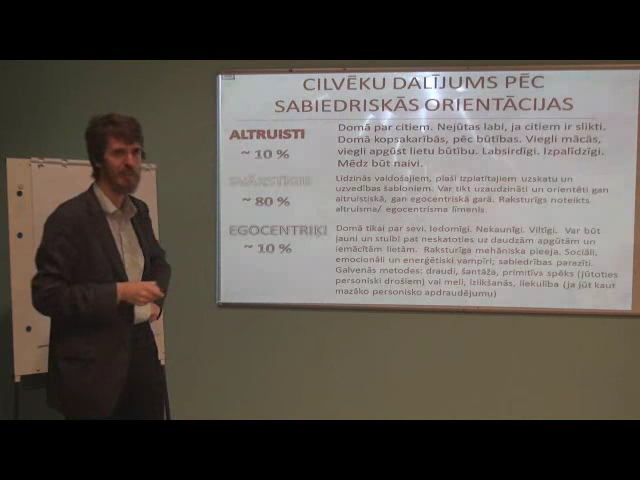 CILVĒKU DALĪJUMS PĒC
SABIEDRISKĀS ORIENTĀCIJAS
ALTRUISTI
~ 10 %
Domā par citiem. Nejūtas labi, ja citiem ir slikti.
Domā kopsakarībās, pēc būtības. Viegli mācās,
viegli apgūst lietu būtību. Labsirdīgi. Izpalīdzīgi.
Mēdz būt naivi.
~ 80 %
Līdzinās valdošajiem, plaši izplatītajiem uzskatu un
uzvedības šabloniem. Var tikt uzaudzināti un orientēti gan
altruistiskā, gan egocentriskā garā. Raksturīgs noteikts
altruisma/ egocentrisma līmenis.
EGOCENTRIĶI
~ 10 %
Domā tikai par sevi. Iedomīgi. Nekaunīgi. Viltīgi. Var būt
ļauni un stulbi pat neskatoties uz daudzām apgūtām un
iemācītām lietām. Raksturīga mehāniska pieeja. Sociāli,
emocionāli un enerģētiski vampīri; sabiedrības parazīti.
Galvenās metodes: draudi, šantāža, primitīvs spēks (jūtoties
personiski drošiem) vai meli, izlikšanās, liekulība (ja jūt kaut
mazāko personisko apdraudējumu)